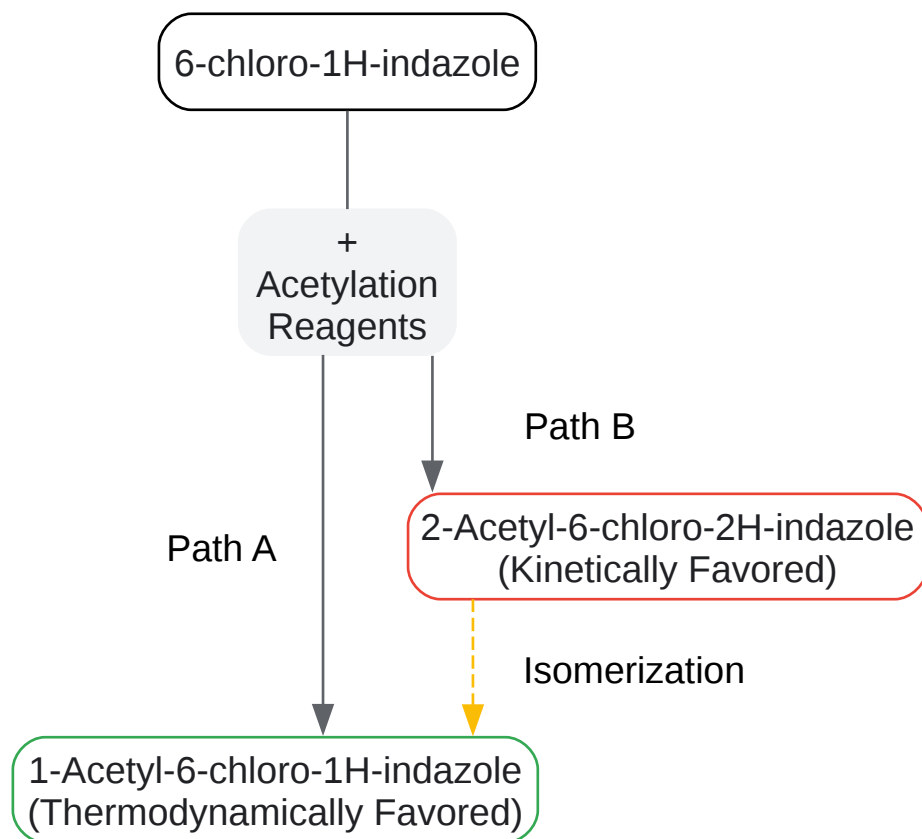 6-chloro-1H-indazole
+
Acetylation
Reagents
Path B
2-Acetyl-6-chloro-2H-indazole
(Kinetically Favored)
Path A
Isomerization
1-Acetyl-6-chloro-1H-indazole
(Thermodynamically Favored)